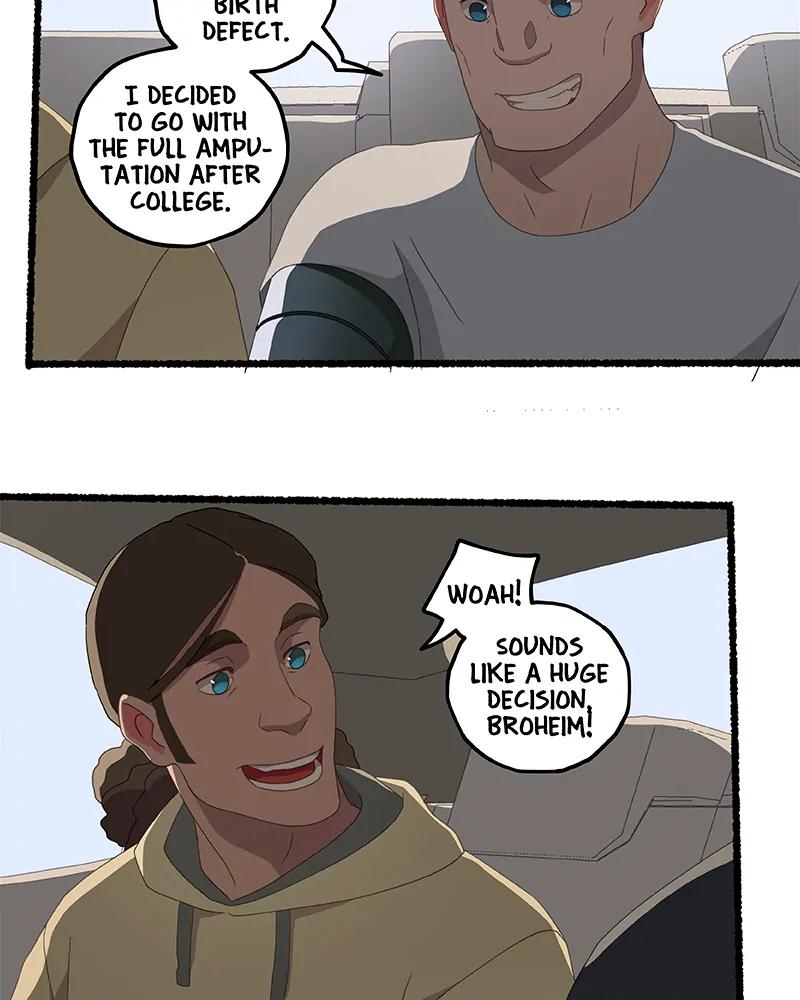 BIRTH
DEFECT.
I DECIDED
TO GO WITH
THE FULL AMPU-
TATION AFTER
COLLEGE.
WOAH!
SOUNDS
LIKE A HUGE
DECISION,
BROHEIM!